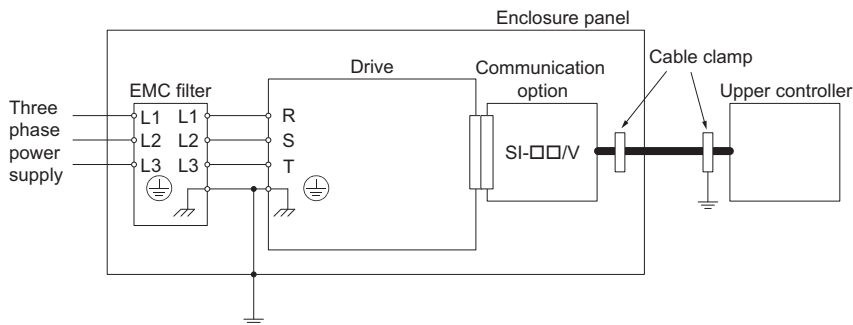 Enclosure panel
Drive
Communication
option
Cable clamp
Upper controller
EMC filter
Three
phase
power
supply
L1 L1
L2 L2
L3 L3
R
S
T
SI-□□/V